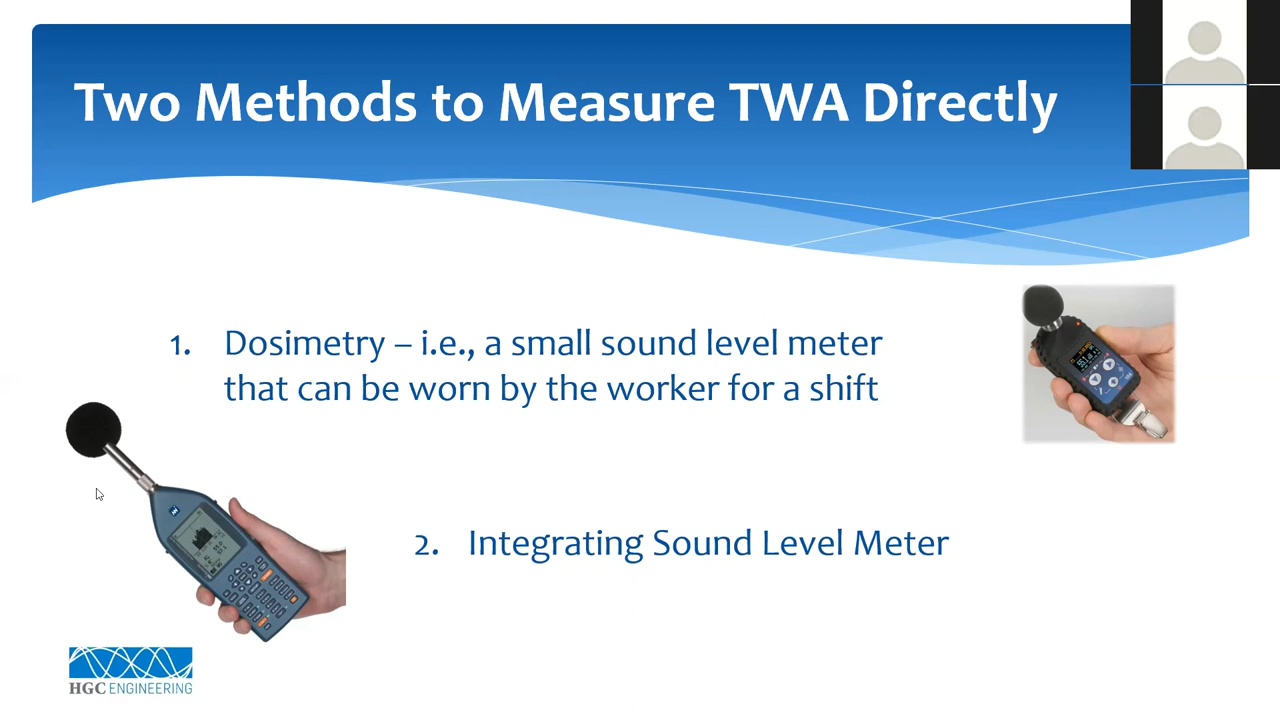 Two Methods to Measure TWA Directly
1. Dosimetry – i.e., a small sound level meter
that can be worn by the worker for a shift
2. Integrating Sound Level Meter
HGC ENGINEERING